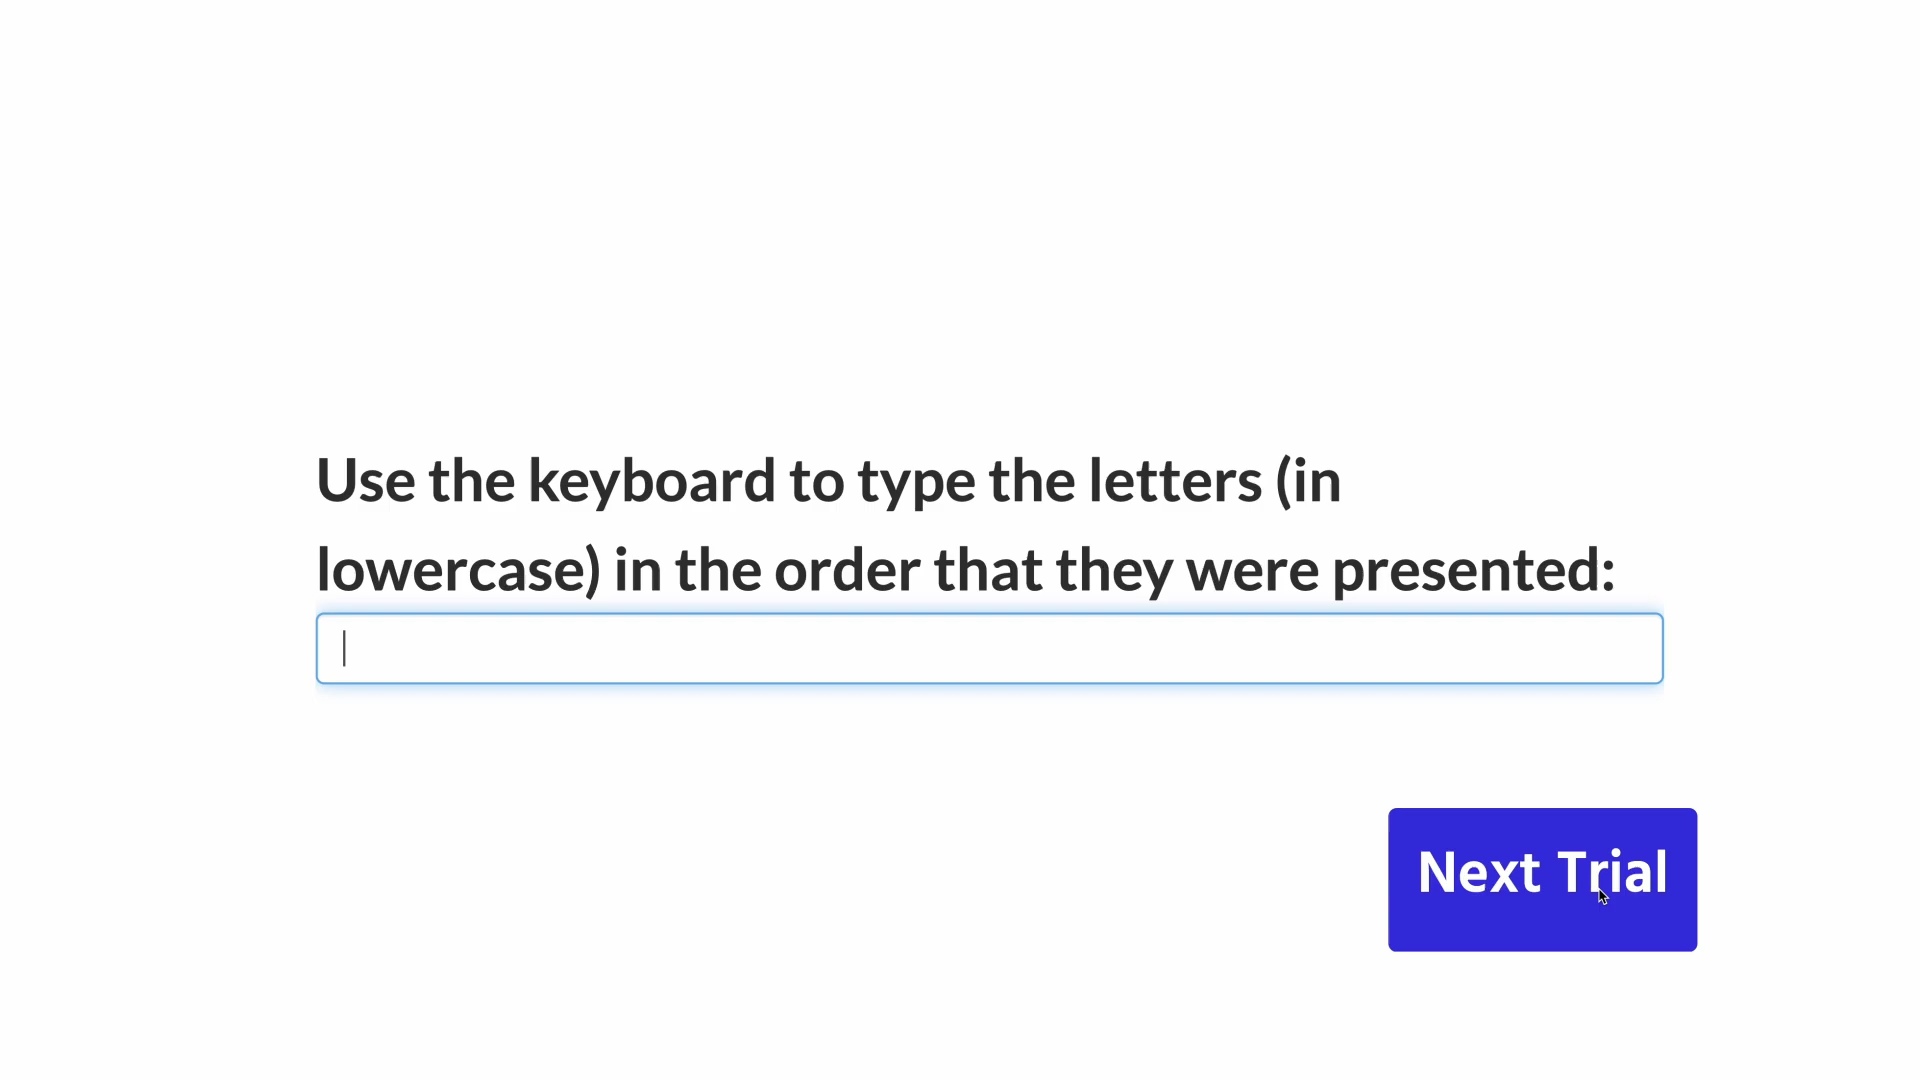 Use the keyboard to type the letters (in
lowercase) in the order that they were presented:
Next Trial